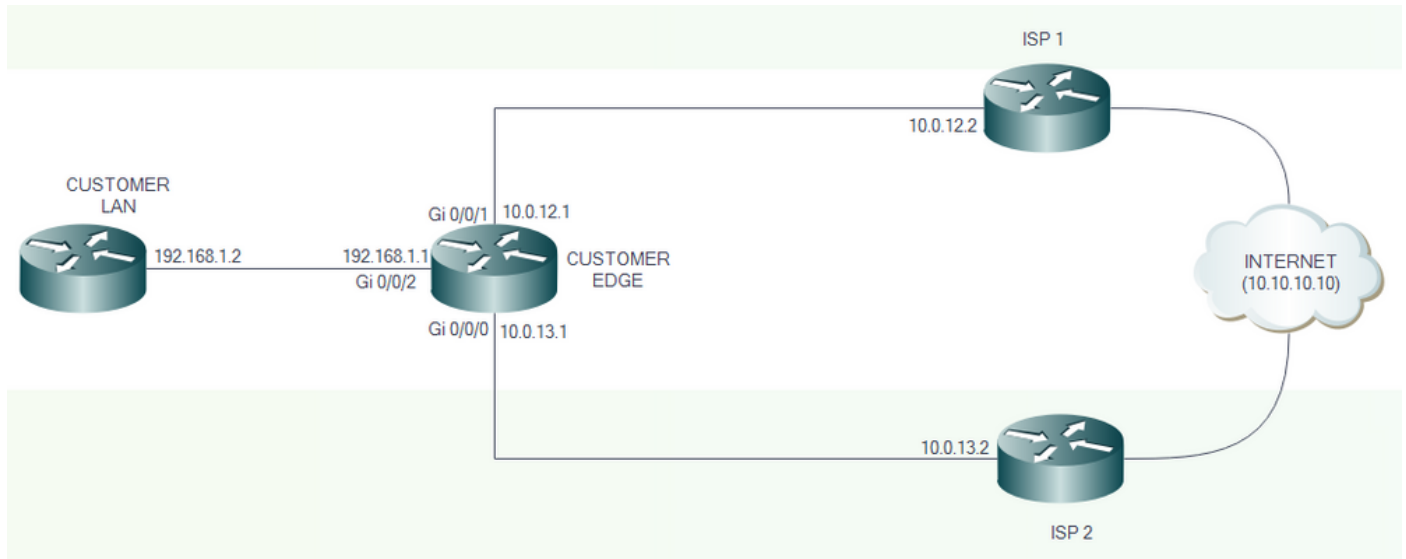 ISP 1
10.0.12.2
CUSTOMER
LAN
Gi 0/0/1 10.0.12.1
192.168.1.2
192.168.1.1
Gi 0/0/2
CUSTOMER
EDGE
INTERNET
(10.10.10.10)
Gi 0/0/0 10.0.13.1
10.0.13.2
ISP 2